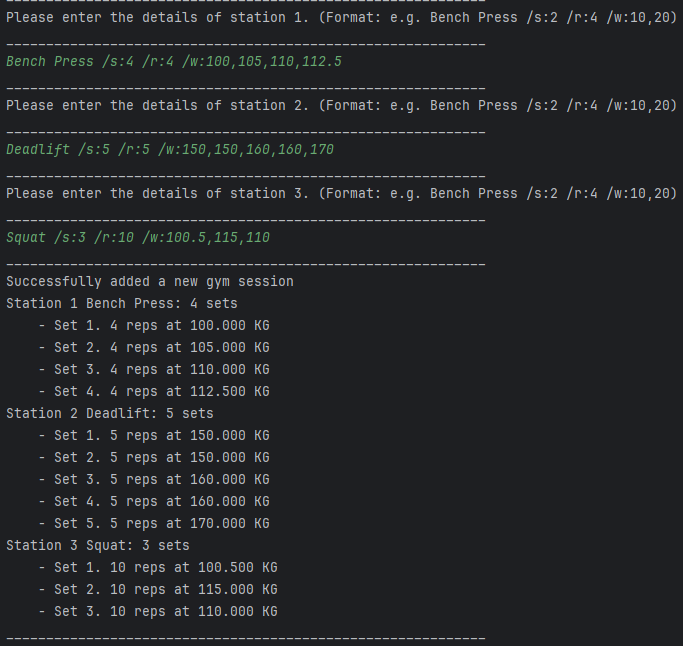 ____________________________________________________________
Please enter the details of station 1. (Format: e.g. Bench Press /s:2 /r:4 /w:10,20)
____________________________________________________________
Bench Press /s:4 /r:4 /w:100,105,110,112.5
____________________________________________________________
Please enter the details of station 2. (Format: e.g. Bench Press /s:2 /r:4 /w:10,20)
____________________________________________________________
Deadlift /s:5 /r:5 /w:150,150,160,160,170
____________________________________________________________
Please enter the details of station 3. (Format: e.g. Bench Press /s:2 /r:4 /w:10,20)
____________________________________________________________
Squat /s:3 /r:10 /w:100.5,115,110
____________________________________________________________
Successfully added a new gym session
Station 1 Bench Press: 4 sets
    - Set 1. 4 reps at 100.000 KG
    - Set 2. 4 reps at 105.000 KG
    - Set 3. 4 reps at 110.000 KG
    - Set 4. 4 reps at 112.500 KG
Station 2 Deadlift: 5 sets
    - Set 1. 5 reps at 150.000 KG
    - Set 2. 5 reps at 150.000 KG
    - Set 3. 5 reps at 160.000 KG
    - Set 4. 5 reps at 160.000 KG
    - Set 5. 5 reps at 170.000 KG
Station 3 Squat: 3 sets
    - Set 1. 10 reps at 100.500 KG
    - Set 2. 10 reps at 115.000 KG
    - Set 3. 10 reps at 110.000 KG
____________________________________________________________